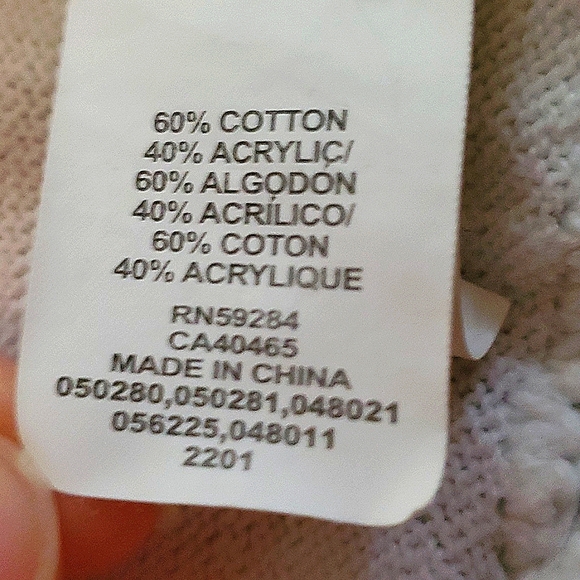 60% COTTON
40% ACRYLIC/
60% ALGODÓN
40% ACRÍLICO/
60% COTON
40% ACRYLIQUE
RN59284
CA40465
MADE IN CHINA
050280,050281,048021
056225,048011
2201